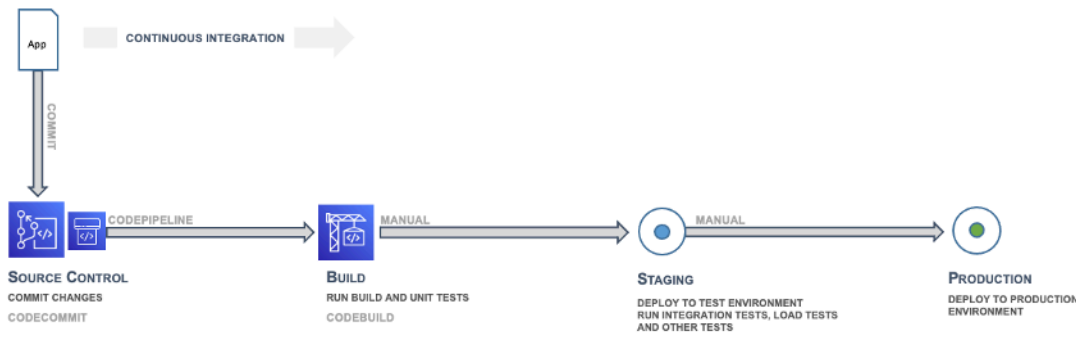 App
CONTINUOUS INTEGRATION
COMMIT
CODEPIPELINE
MANUAL
MANUAL
SOURCE CONTROL
COMMIT CHANGES
CODECOMMIT
BUILD
RUN BUILD AND UNIT TESTS
CODEBUILD
STAGING
DEPLOY TO TEST ENVIRONMENT
RUN INTEGRATION TESTS, LOAD TESTS
AND OTHER TESTS
PRODUCTION
DEPLOY TO PRODUCTION
ENVIRONMENT